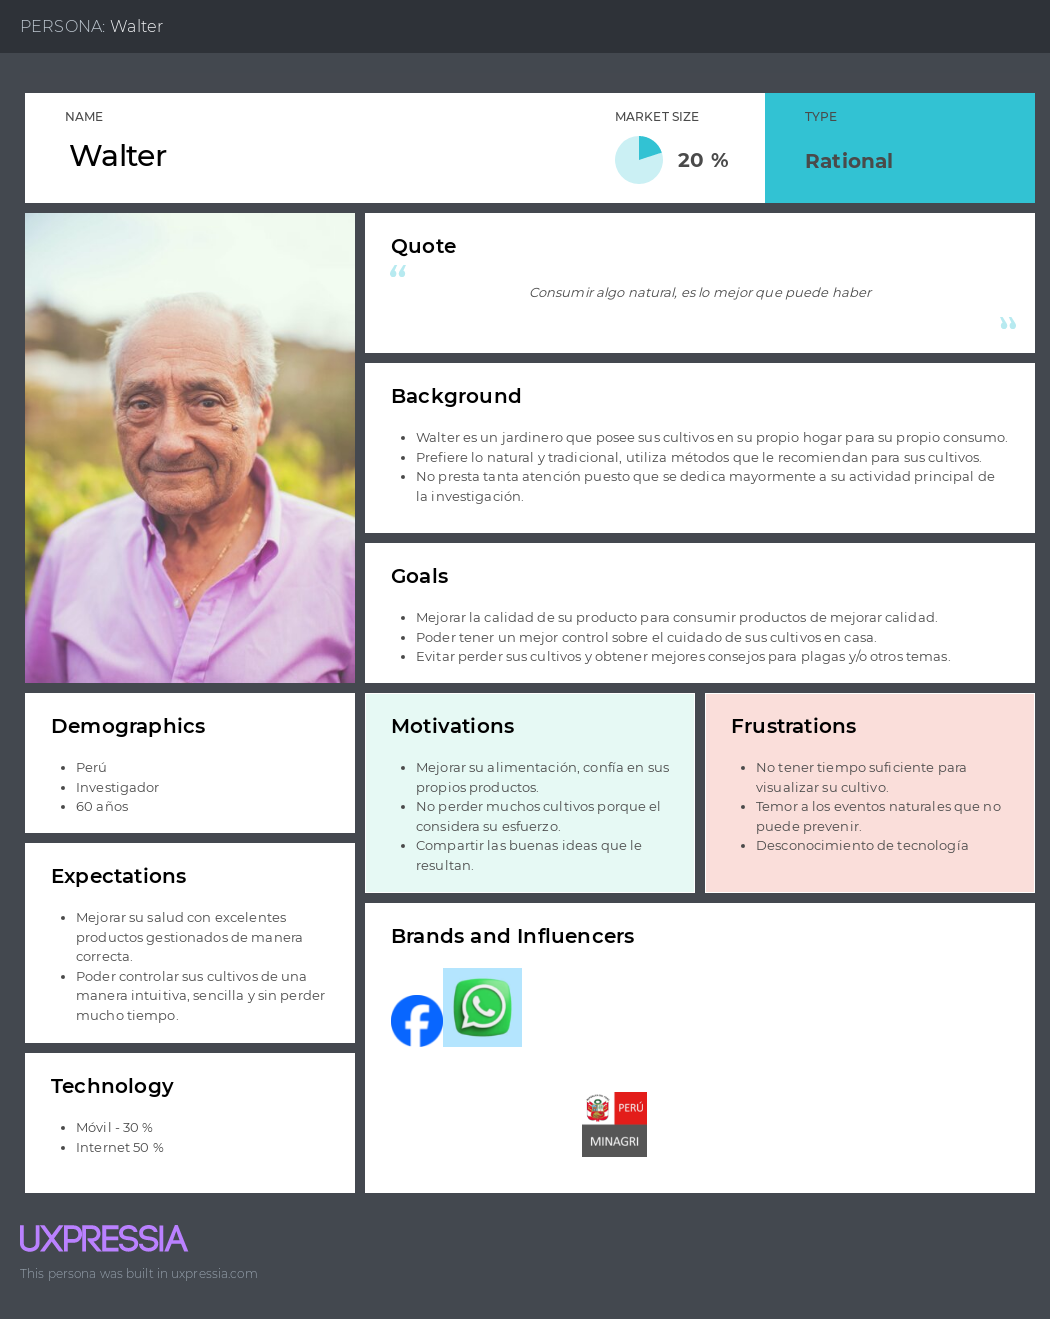 PERSONA: Walter
NAME
Walter
MARKET SIZE
20 %
TYPE
Rational
Quote
“
Consumir algo natural, es lo mejor que puede haber
”
Background
• Walter es un jardinero que posee sus cultivos en su propio hogar para su propio consumo.
• Prefiere lo natural y tradicional, utiliza métodos que le recomiendan para sus cultivos.
• No presta tanta atención puesto que se dedica mayormente a su actividad principal de
la investigación.
Goals
• Mejorar la calidad de su producto para consumir productos de mejorar calidad.
• Poder tener un mejor control sobre el cuidado de sus cultivos en casa.
• Evitar perder sus cultivos y obtener mejores consejos para plagas y/o otros temas.
Demographics
• Perú
• Investigador
• 60 años
Motivations
• Mejorar su alimentación, confía en sus
propios productos.
• No perder muchos cultivos porque el
considera su esfuerzo.
• Compartir las buenas ideas que le
resultan.
Frustrations
• No tener tiempo suficiente para
visualizar su cultivo.
• Temor a los eventos naturales que no
puede prevenir.
• Desconocimiento de tecnología
Expectations
• Mejorar su salud con excelentes
productos gestionados de manera
correcta.
• Poder controlar sus cultivos de una
manera intuitiva, sencilla y sin perder
mucho tiempo.
Brands and Influencers
PERÚ
MINAGRI
Technology
• Móvil - 30 %
• Internet 50 %
UXPRESSIA
This persona was built in uxpressia.com